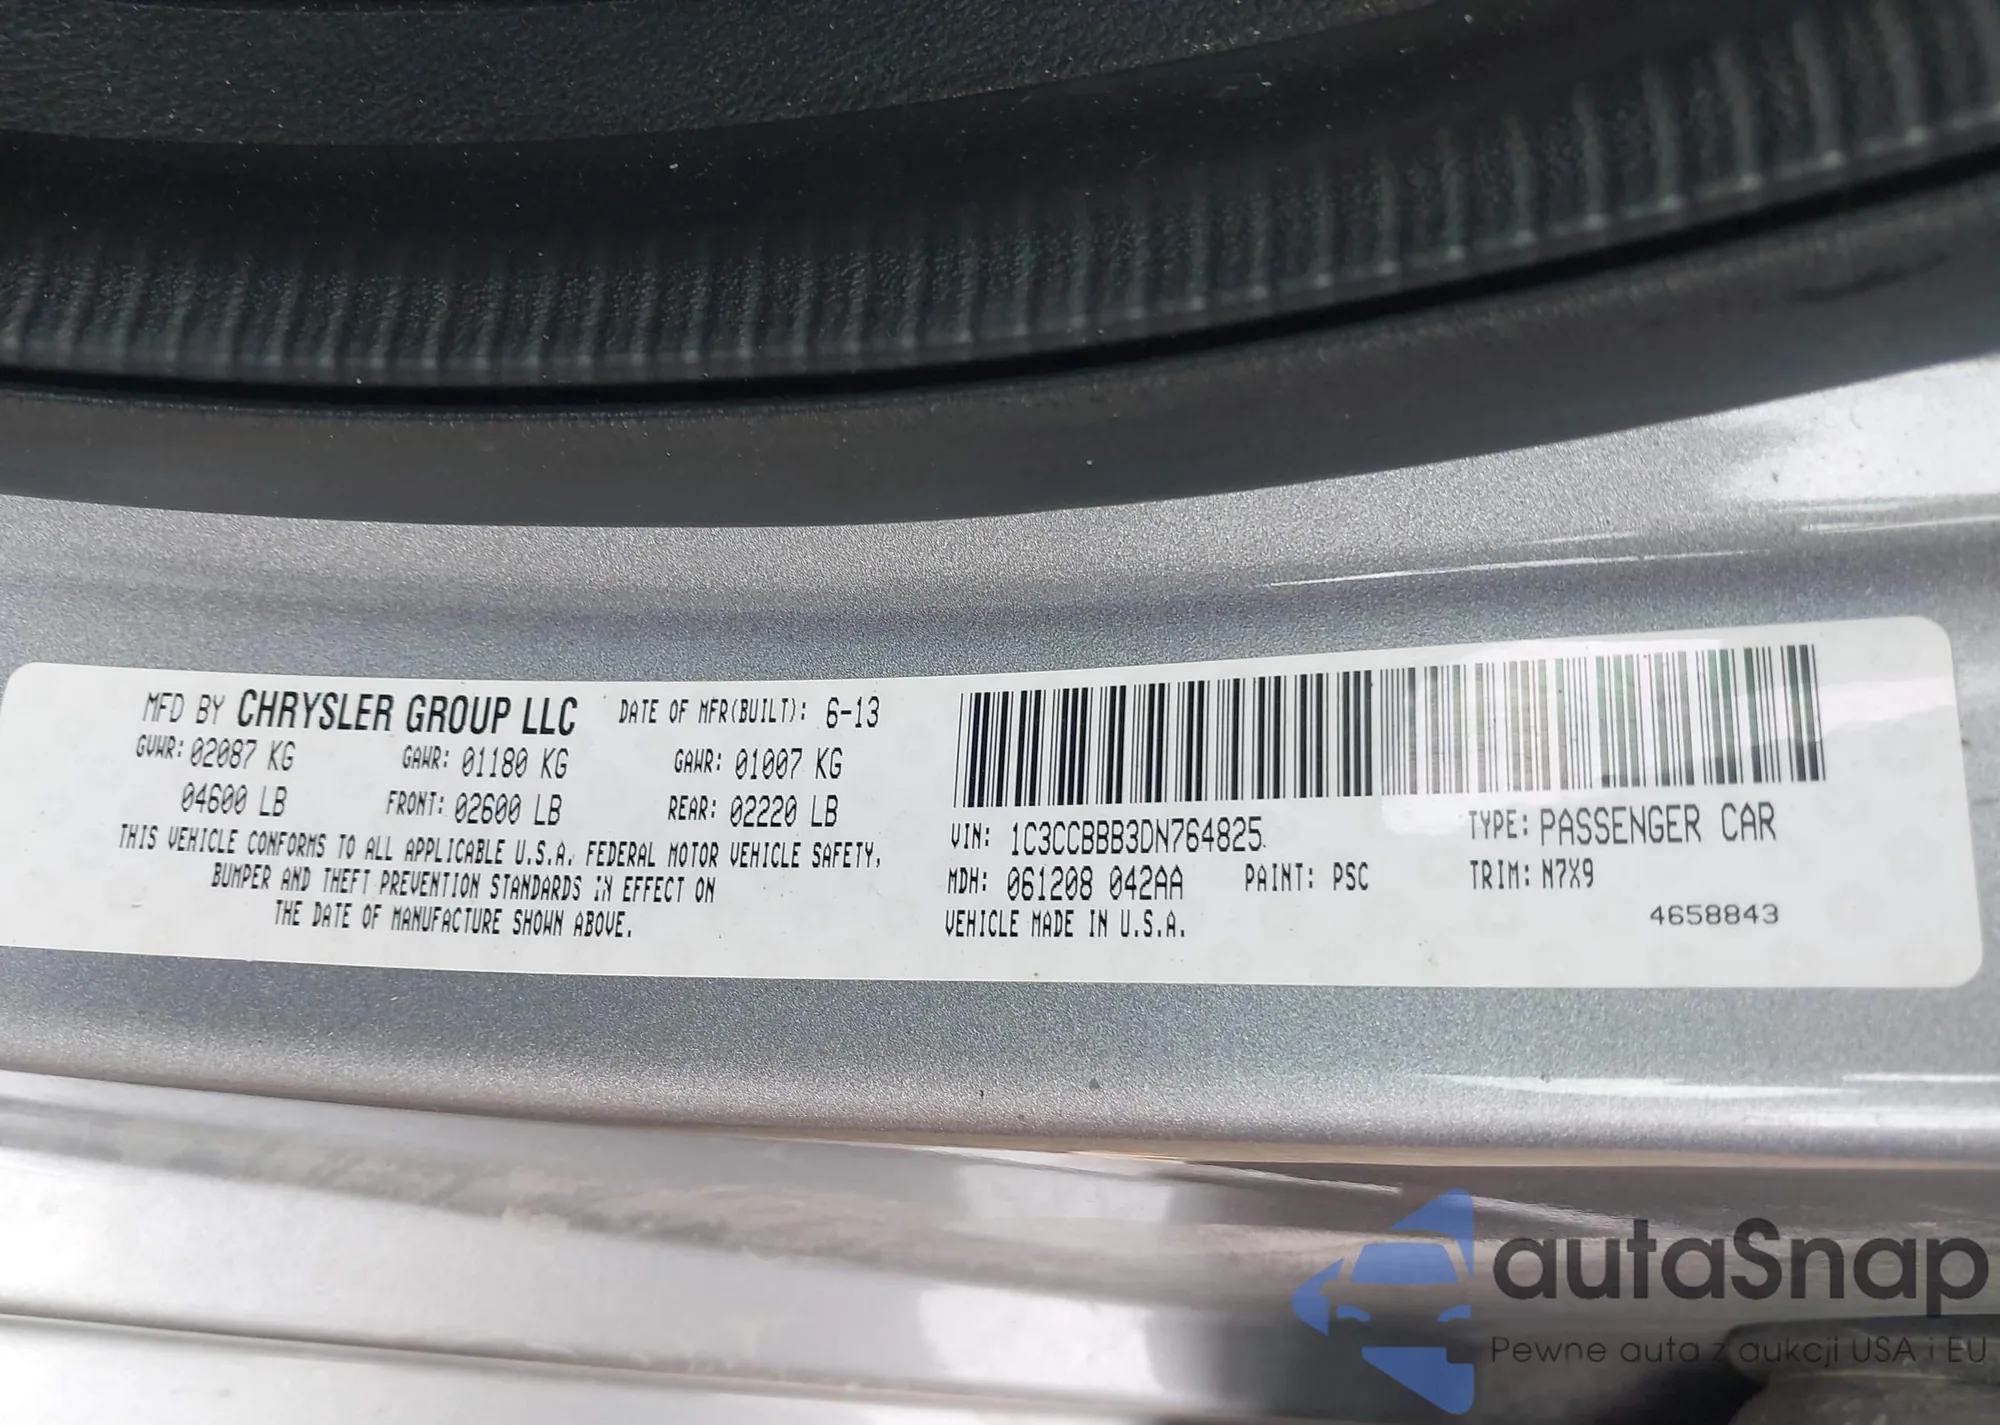 MFD BY CHRYSLER GROUP LLC DATE OF MFR(BUILT): 6-13
GVWR: 02087 KG GAWR: 01180 KG GAWR: 01007 KG
04600 LB FRONT: 02600 LB REAR: 02220 LB
THIS VEHICLE CONFORMS TO ALL APPLICABLE U.S.A. FEDERAL MOTOR VEHICLE SAFETY,
BUMPER AND THEFT PREVENTION STANDARDS IN EFFECT ON
THE DATE OF MANUFACTURE SHOWN ABOVE.
VIN: 1C3CCBBB3DN764825 TYPE: PASSENGER CAR
MDH: 061208 042AA PAINT: PSC TRIM: N7X9
VEHICLE MADE IN U.S.A. 4658843
autaSnap
Pewne auta z aukcji USA i EU